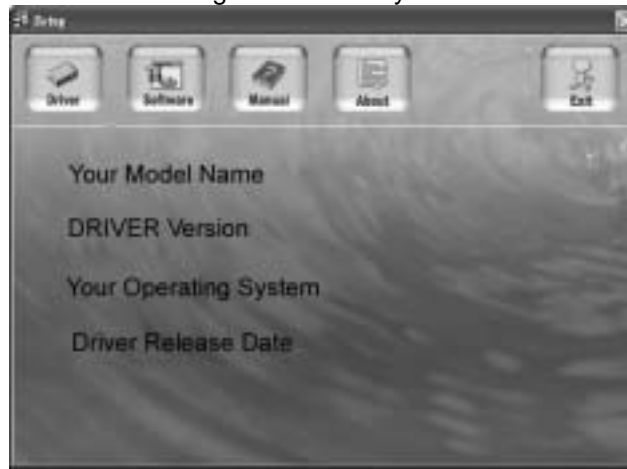 Setup
Driver
Software
Manual
About
Exit
Your Model Name
DRIVER Version
Your Operating System
Driver Release Date